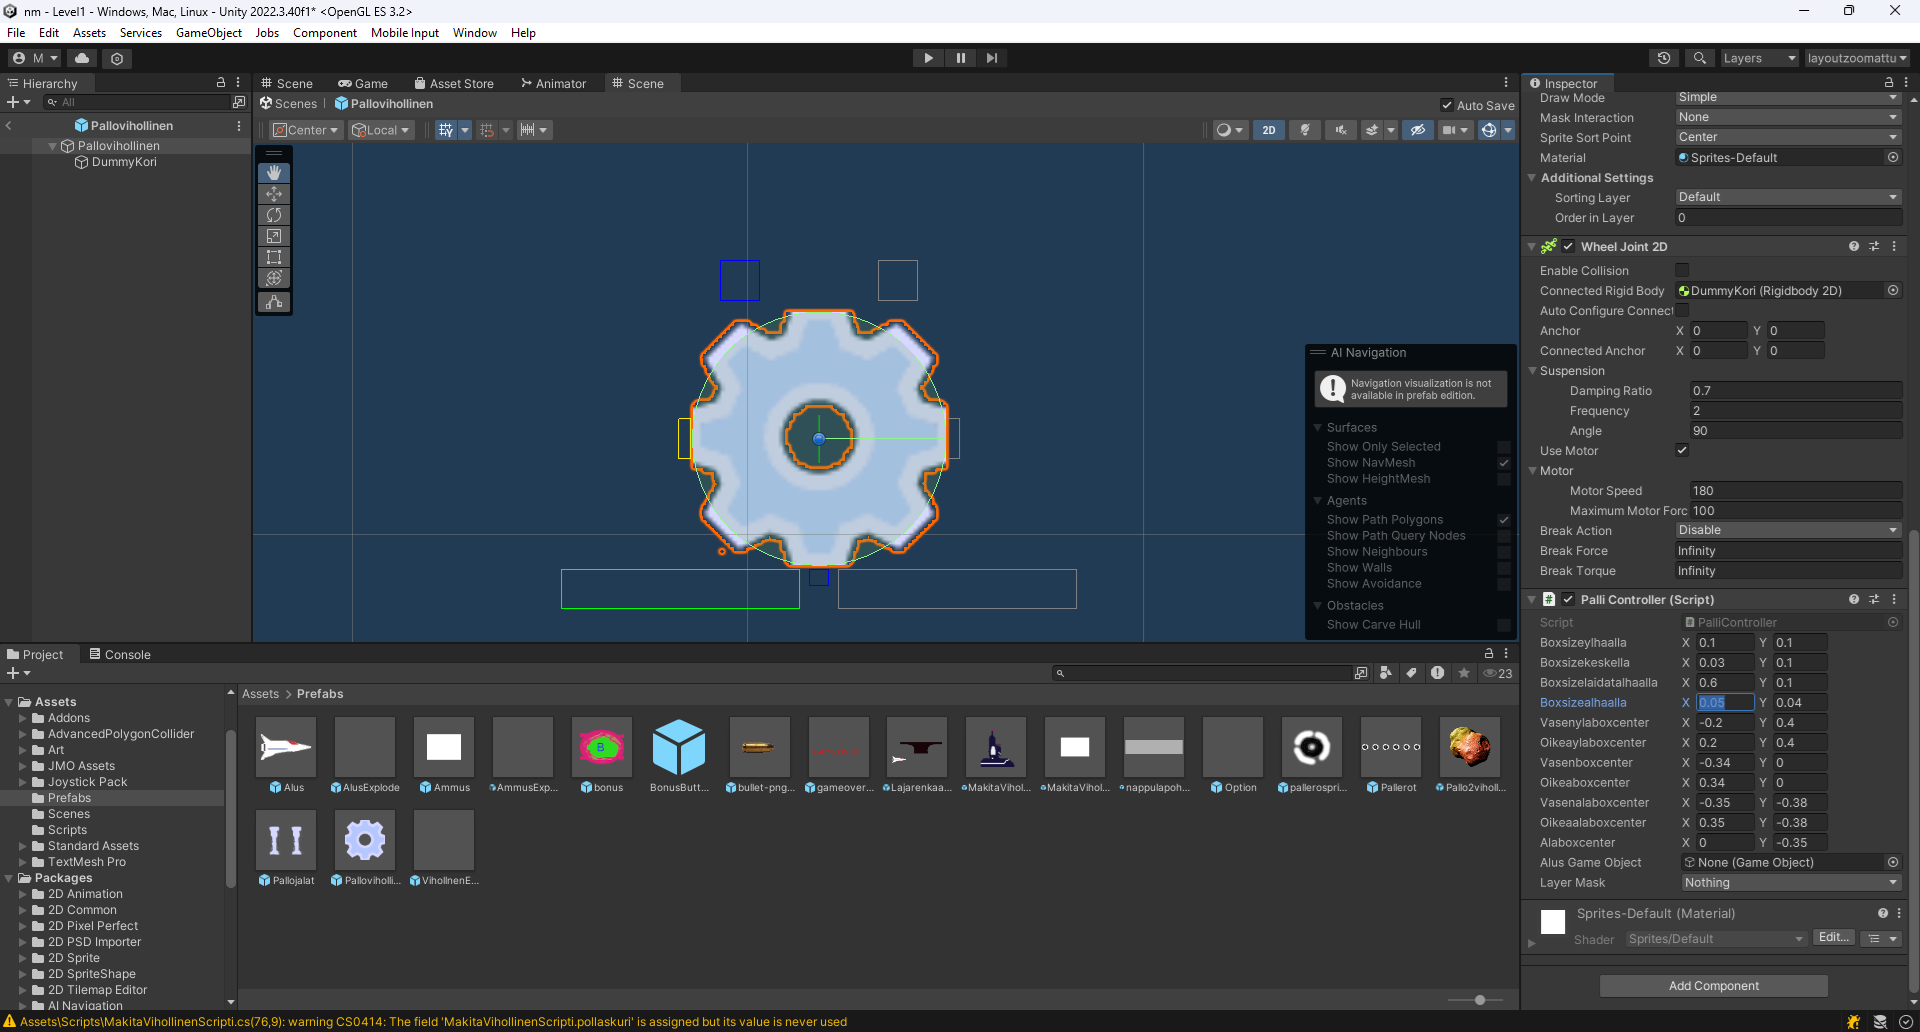 nm - Level1 - Windows, Mac, Linux - Unity 2022.3.40f1* <OpenGL ES 3.2>
File Edit Assets Services GameObject Jobs Component Mobile Input Window Help
M
Layers
layoutzoommattu
Hierarchy
All
Pallovihollinen
Pallovihollinen
DummyKori
Scene
Game
Asset Store
Animator
Scene
Scenes
Pallovihollinen
Auto Save
Center
Local
2D
AI Navigation
Navigation visualization is not
available in prefab edition.
Surfaces
Show Only Selected
Show NavMesh
Show HeightMesh
Agents
Show Path Polygons
Show Path Query Nodes
Show Neighbours
Show Walls
Show Avoidance
Obstacles
Show Carve Hull
Inspector
Draw Mode Simple
Mask Interaction None
Sprite Sort Point Center
Material Sprites-Default
Additional Settings
Sorting Layer Default
Order in Layer 0
Wheel Joint 2D
Enable Collision
Connected Rigid Body DummyKori (Rigidbody 2D)
Auto Configure Connect
Anchor X 0 Y 0
Connected Anchor X 0 Y 0
Suspension
Damping Ratio 0.7
Frequency 2
Angle 90
Use Motor
Motor
Motor Speed 180
Maximum Motor Forc 100
Break Action Disable
Break Force Infinity
Break Torque Infinity
# Palli Controller (Script)
Script PalliController
Boxsizeylhaalla X 0.1 Y 0.1
Boxsizekeskella X 0.03 Y 0.1
Boxsizelaidatalhaalla X 0.6 Y 0.1
Boxsizealhaalla X 0.05 Y 0.04
Vasenylaboxcenter X -0.2 Y 0.4
Oikeaylaboxcenter X 0.2 Y 0.4
Vasenboxcenter X -0.34 Y 0
Oikeaboxcenter X 0.34 Y 0
Vasenalaboxcenter X -0.35 Y -0.38
Oikeaalaboxcenter X 0.35 Y -0.38
Alaboxcenter X 0 Y -0.35
Alus Game Object None (Game Object)
Layer Mask Nothing
Sprites-Default (Material)
Shader Sprites/Default Edit...
Add Component
Project
Console
23
Assets
Addons
AdvancedPolygonCollider
Art
JMO Assets
Joystick Pack
Prefabs
Scenes
Scripts
Standard Assets
TextMesh Pro
Packages
2D Animation
2D Common
2D Pixel Perfect
2D PSD Importer
2D Sprite
2D SpriteShape
2D Tilemap Editor
AI Navigation
Assets > Prefabs
B
Alus AlusExplode Ammus AmmusExp... bonus BonusButt... bullet-png... gameover... Lajarenkaa... MakitaVihol... MakitaVihol... nappulapoh... Option pallerospri... Pallerot Pallo2viholl...
Pallojalat Palloviholli... VihollnenE...
Assets\Scripts\MakitaVihollinenScripti.cs(76,9): warning CS0414: The field 'MakitaVihollinenScripti.pollaskuri' is assigned but its value is never used